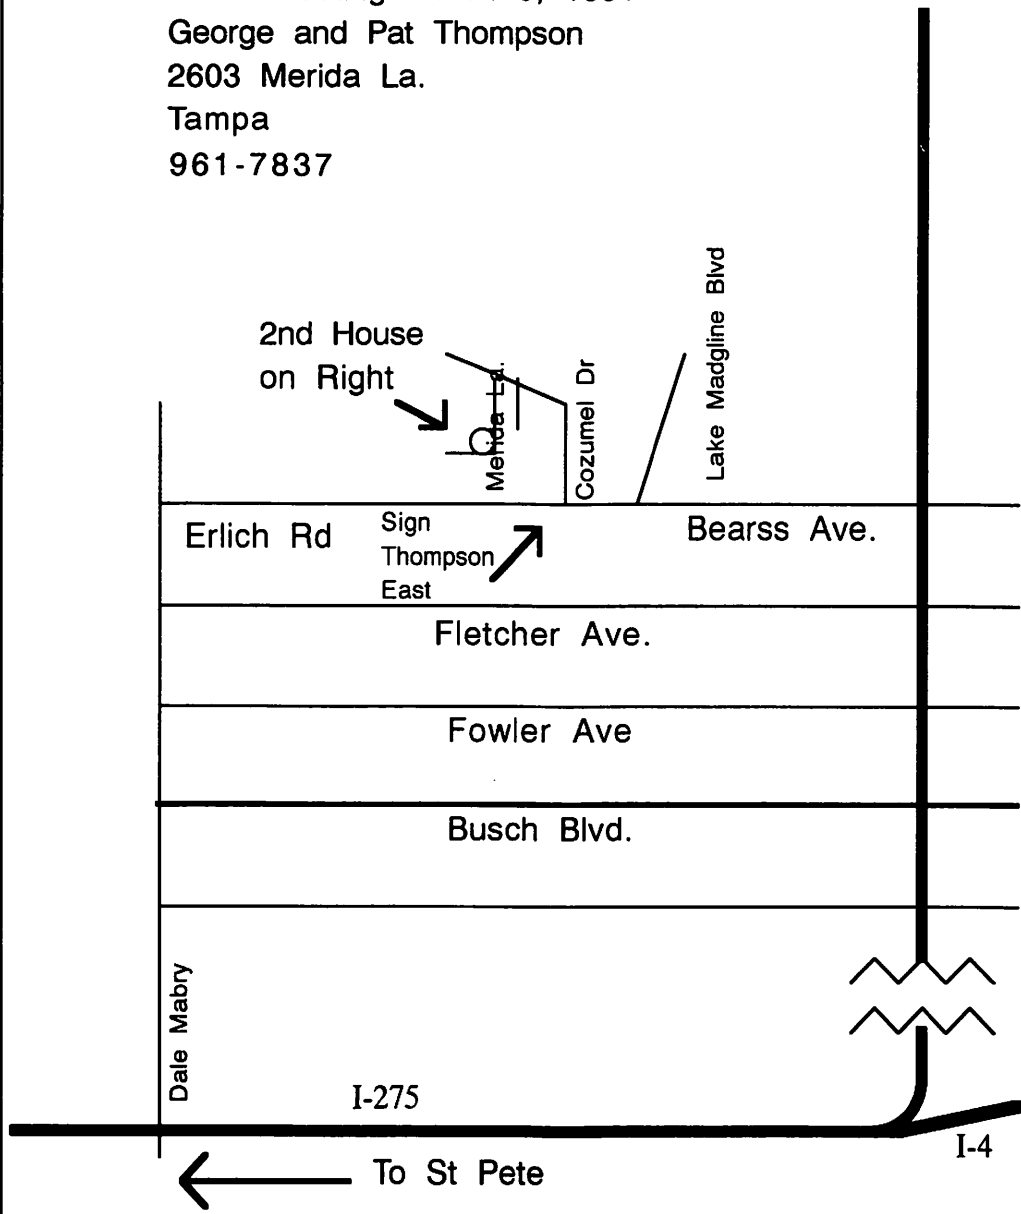 George and Pat Thompson
2603 Merida La.
Tampa
961-7837
2nd House
on Right
Merida La.
Cozumel Dr
Lake Madgline Blvd
Erlich Rd
Sign
Thompson
East
Bearss Ave.
Fletcher Ave.
Fowler Ave
Busch Blvd.
Dale Mabry
I-275
I-4
To St Pete